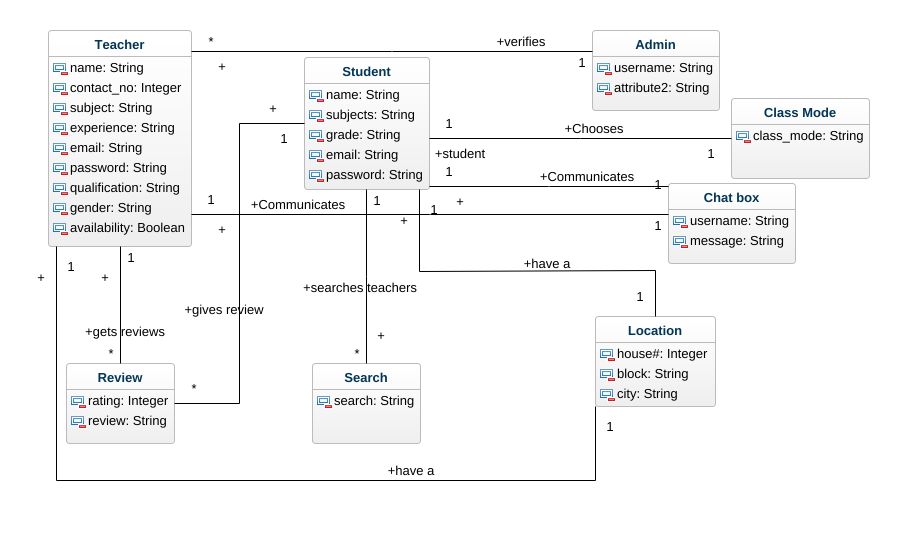 Teacher
name: String
contact_no: Integer
subject: String
experience: String
email: String
password: String
qualification: String
gender: String
availability: Boolean
*
+verifies
+
1
Admin
username: String
attribute2: String
Student
name: String
subjects: String
grade: String
email: String
password: String
+
1
1
+Chooses
1
+student
Class Mode
class_mode: String
1
+Communicates
1
+
Chat box
username: String
message: String
1
+Communicates
+
1
1
+
1
+have a
1
Location
house#: Integer
block: String
city: String
1
+
1
+
1
+gets reviews
*
+gives review
*
+searches teachers
+
*
Review
rating: Integer
review: String
Search
search: String
+have a